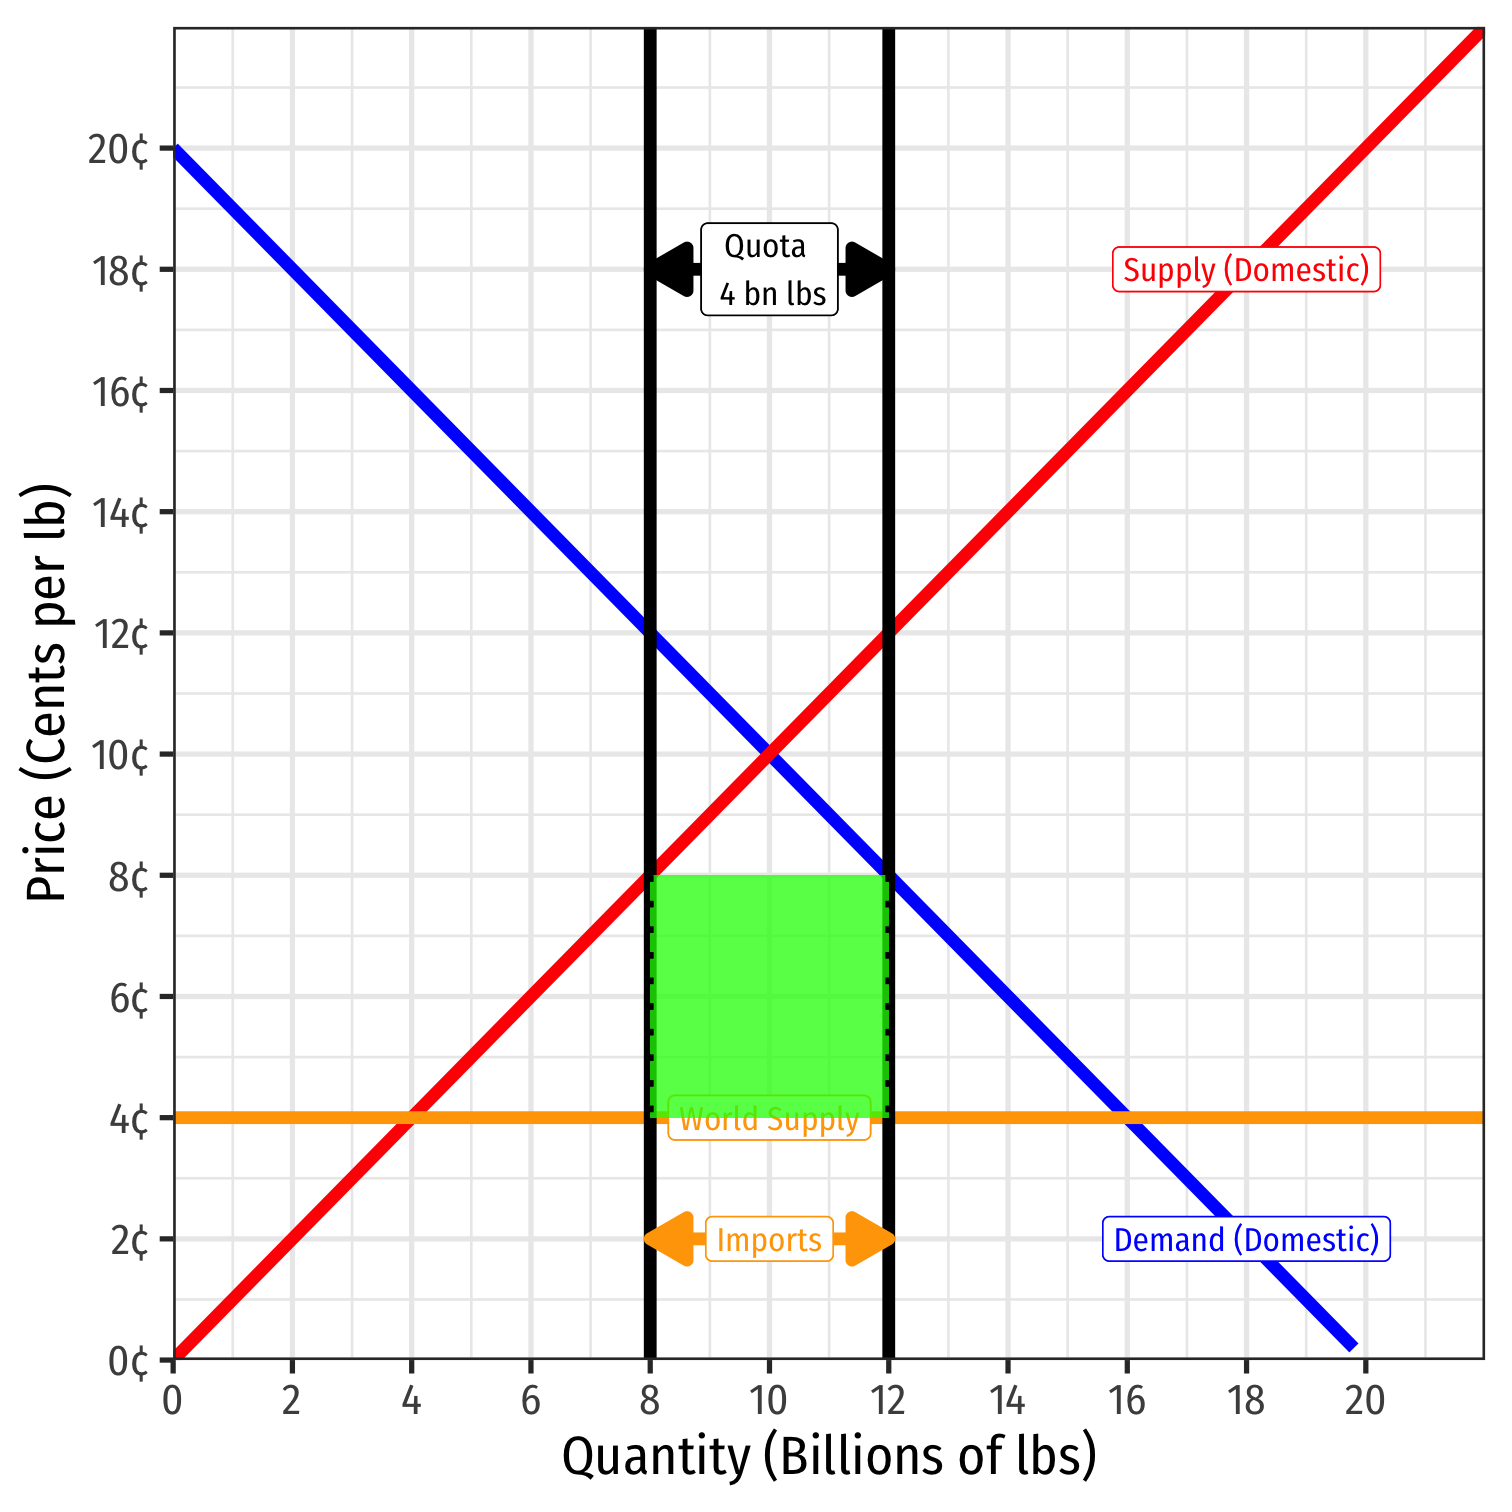 20¢
18¢
16¢
14¢
12¢
10¢
8¢
6¢
4¢
2¢
0¢
Price (Cents per lb)
Quota
4 bn lbs
Supply (Domestic)
World Supply
Imports
Demand (Domestic)
0 2 4 6 8 10 12 14 16 18 20
Quantity (Billions of lbs)